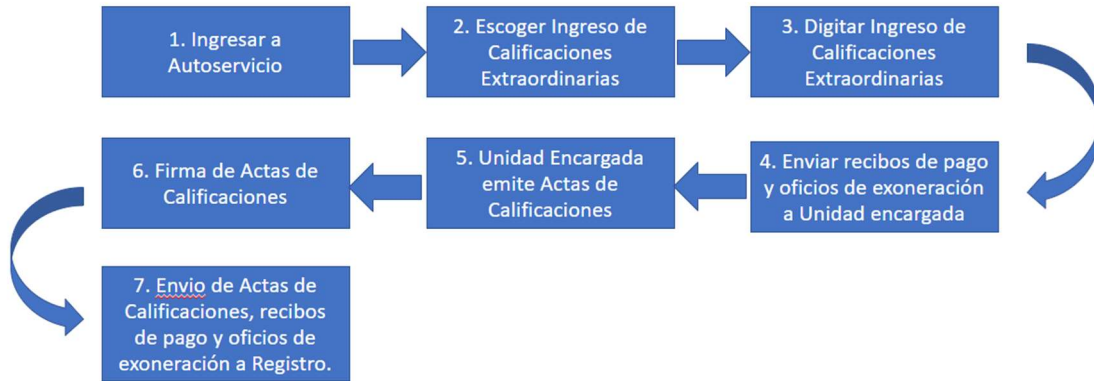 1. Ingresar a
Autoservicio
2. Escoger Ingreso de
Calificaciones
Extraordinarias
3. Digitar Ingreso de
Calificaciones
Extraordinarias
4. Enviar recibos de pago
y oficios de exoneración
a Unidad encargada
5. Unidad Encargada
emite Actas de
Calificaciones
6. Firma de Actas de
Calificaciones
7. Envio de Actas de
Calificaciones, recibos
de pago y oficios de
exoneración a Registro.